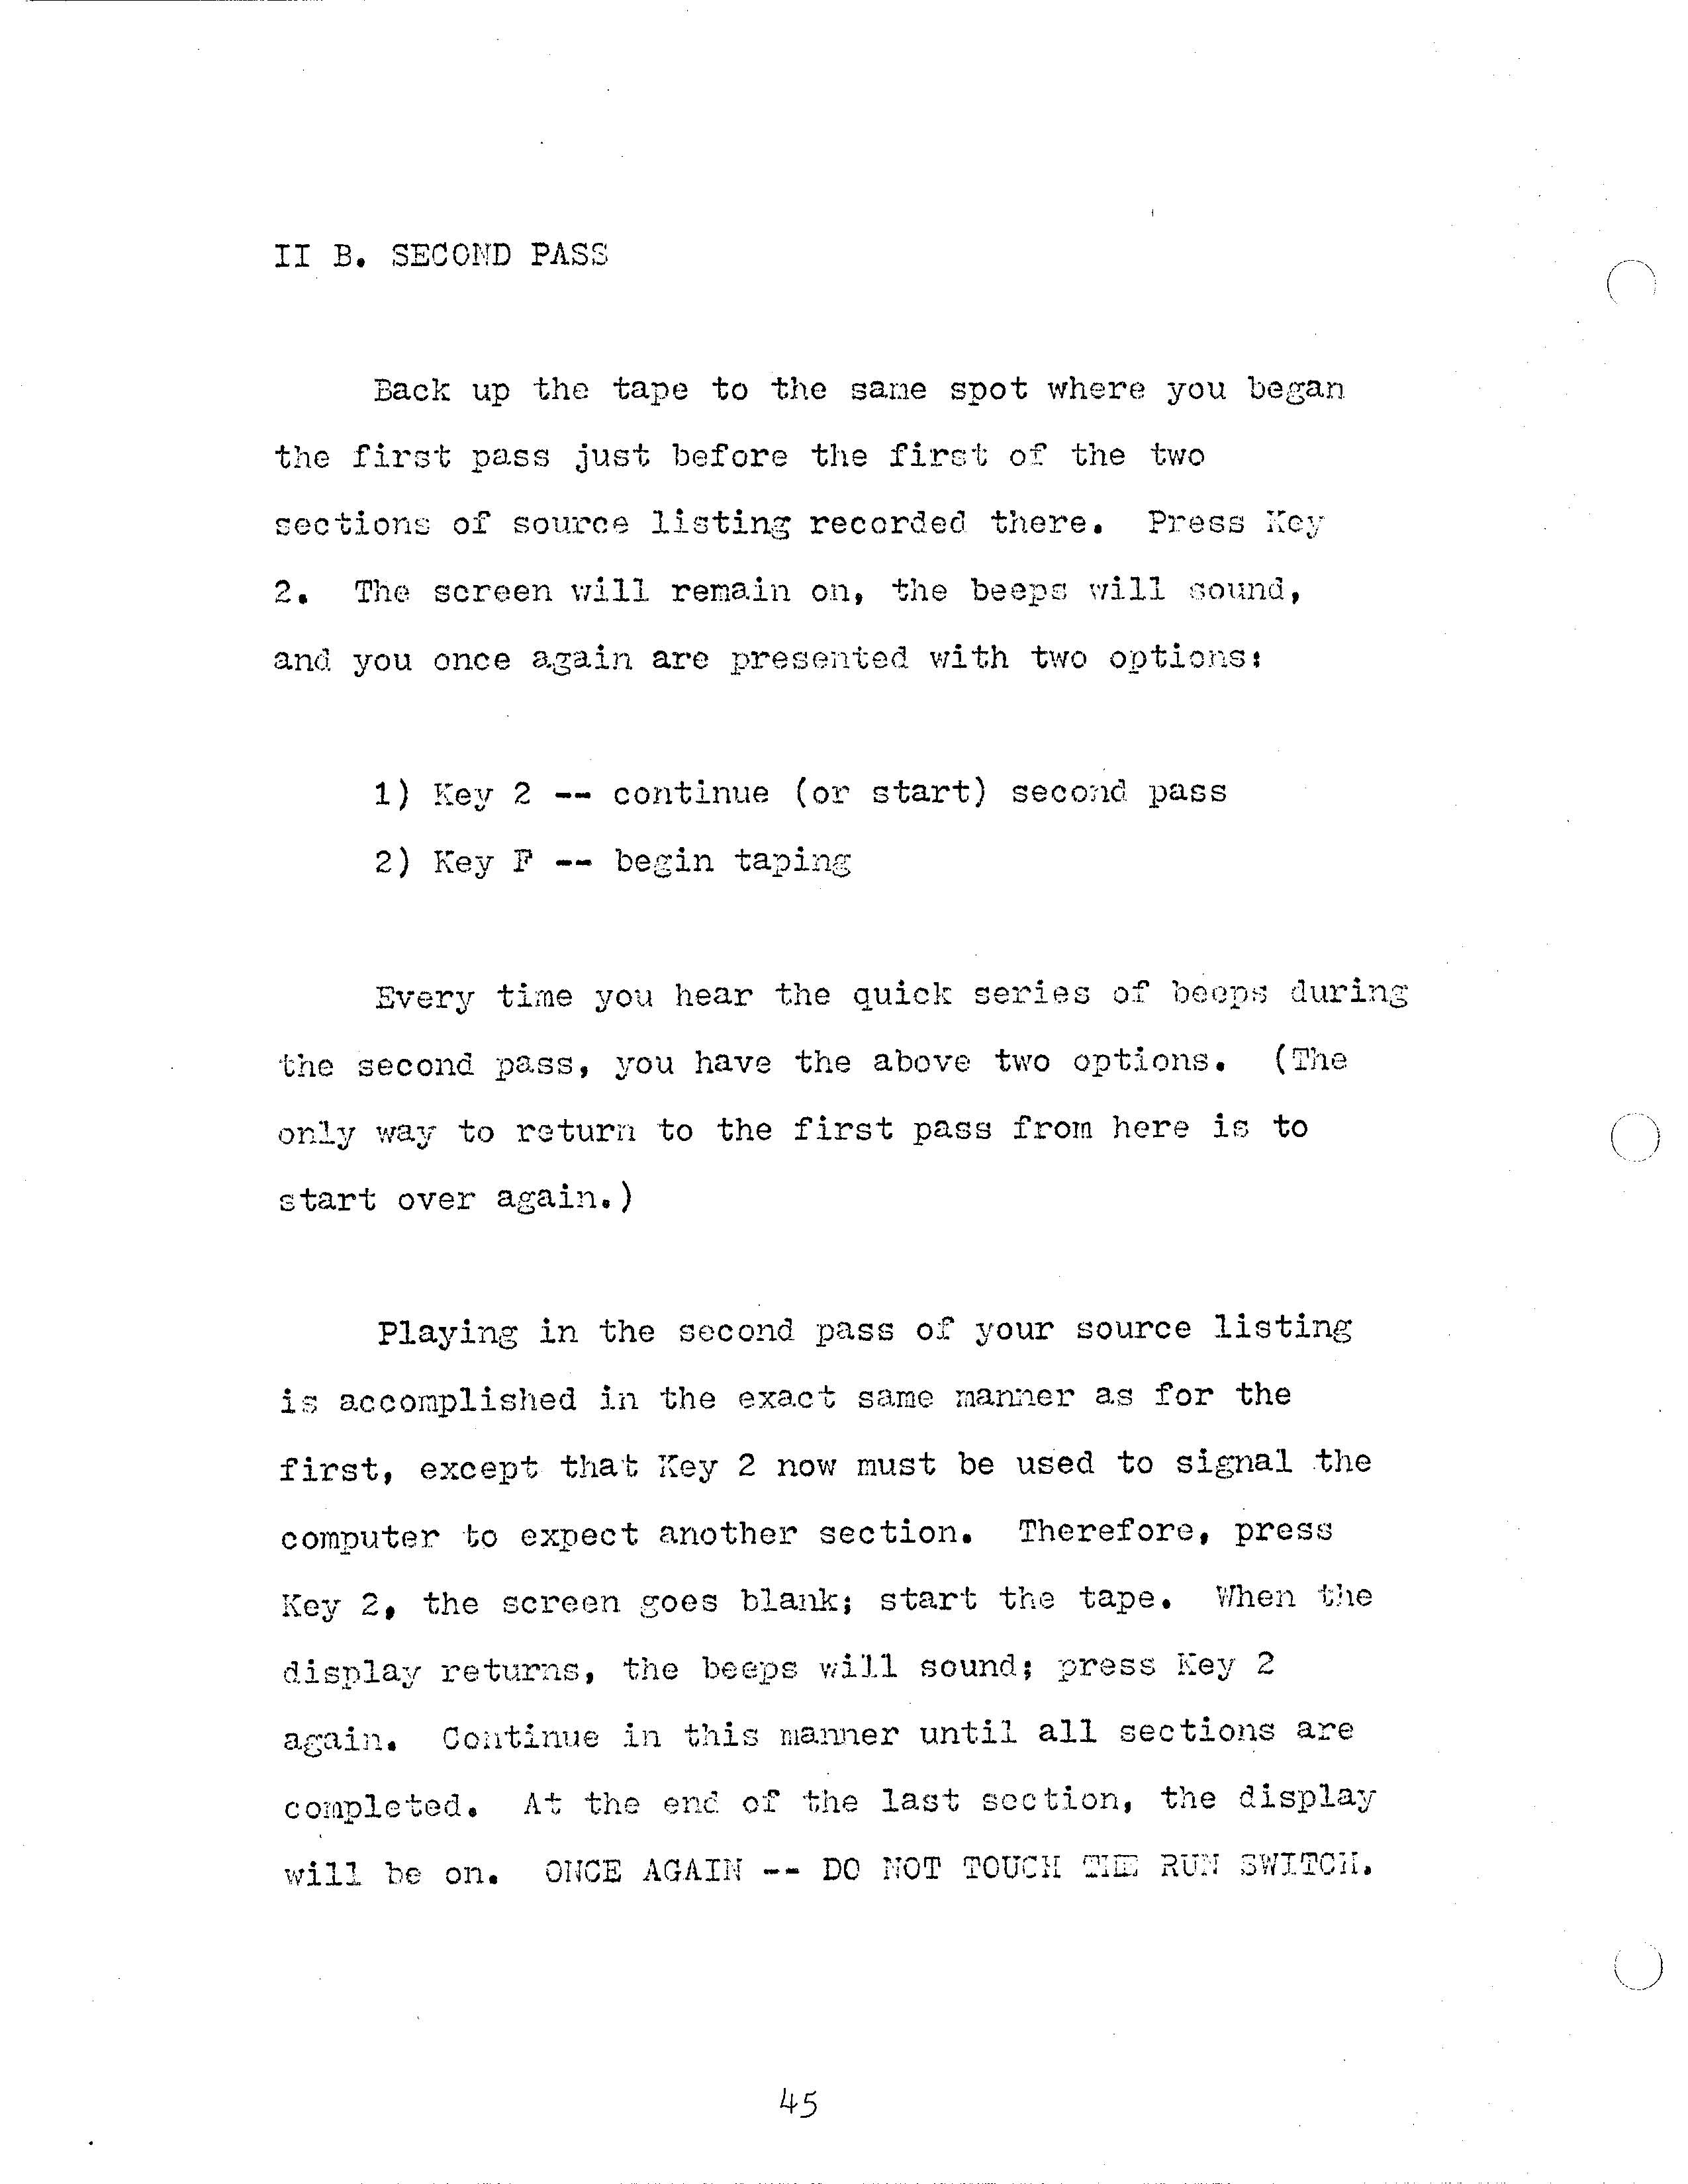 II B. SECOND PASS
Back up the tape to the same spot where you began
the first pass just before the first of the two
sections of source listing recorded there.  Press Key
2.  The screen will remain on, the beeps will sound,
and you once again are presented with two options:
1) Key 2 -- continue (or start) second pass
2) Key F -- begin taping
Every time you hear the quick series of beeps during
the second pass, you have the above two options.  (The
only way to return to the first pass from here is to
start over again.)
Playing in the second pass of your source listing
is accomplished in the exact same manner as for the
first, except that Key 2 now must be used to signal the
computer to expect another section.  Therefore, press
Key 2, the screen goes blank; start the tape.  When the
display returns, the beeps will sound; press Key 2
again.  Continue in this manner until all sections are
completed.  At the end of the last section, the display
will be on.  ONCE AGAIN -- DO NOT TOUCH THE RUN SWITCH.
45